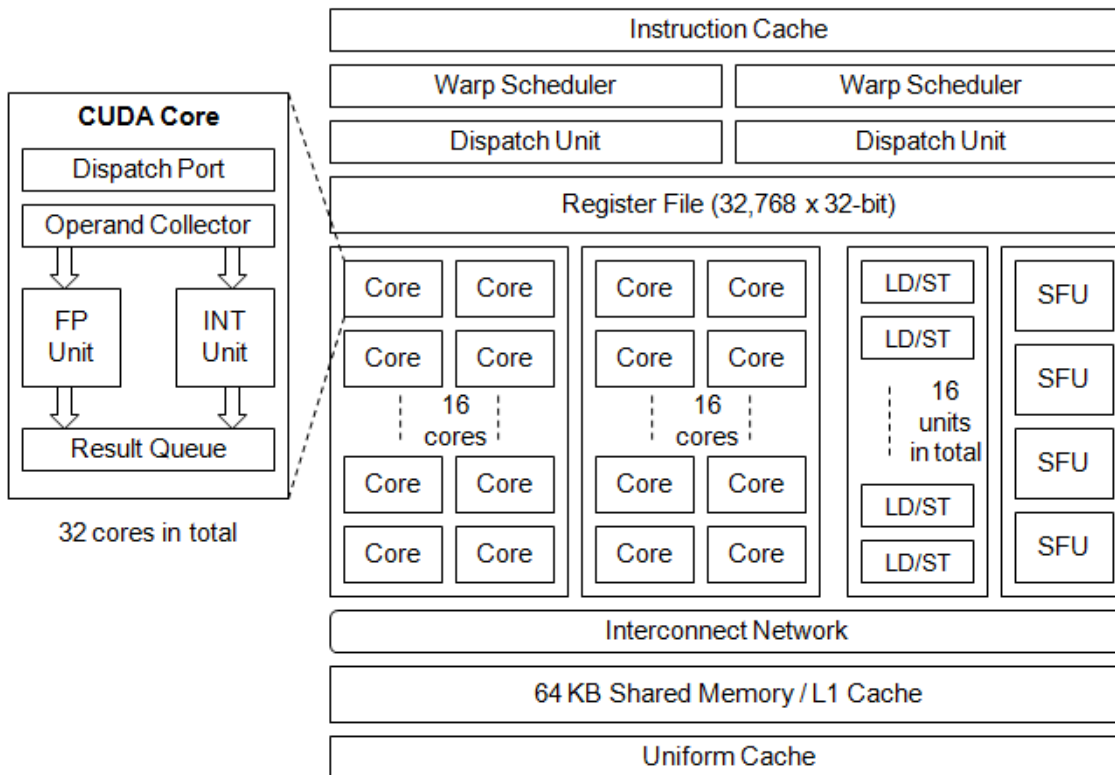 Instruction Cache
Warp Scheduler
Warp Scheduler
Dispatch Unit
Dispatch Unit
Register File (32,768 x 32-bit)
CUDA Core
Dispatch Port
Operand Collector
FP
Unit
INT
Unit
Result Queue
32 cores in total
Core
Core
Core
Core
16
cores
Core
Core
Core
Core
Core
Core
Core
Core
16
cores
Core
Core
Core
Core
LD/ST
LD/ST
16
units
in total
LD/ST
LD/ST
SFU
SFU
SFU
SFU
Interconnect Network
64 KB Shared Memory / L1 Cache
Uniform Cache